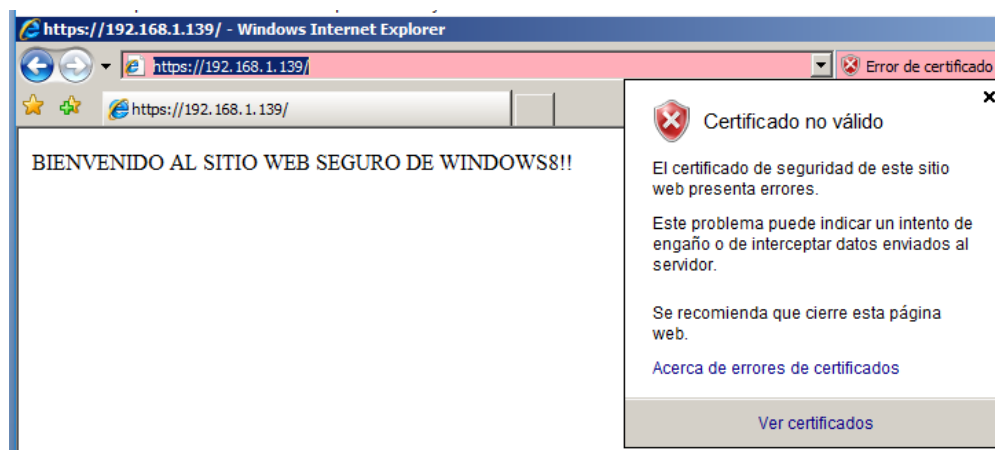 https://192.168.1.139/ - Windows Internet Explorer
https://192.168.1.139/
Error de certificado
https://192.168.1.139/
BIENVENIDO AL SITIO WEB SEGURO DE WINDOWS8!!
Certificado no válido
El certificado de seguridad de este sitio
web presenta errores.
Este problema puede indicar un intento de
engaño o de interceptar datos enviados al
servidor.
Se recomienda que cierre esta página
web.
Acerca de errores de certificados
Ver certificados